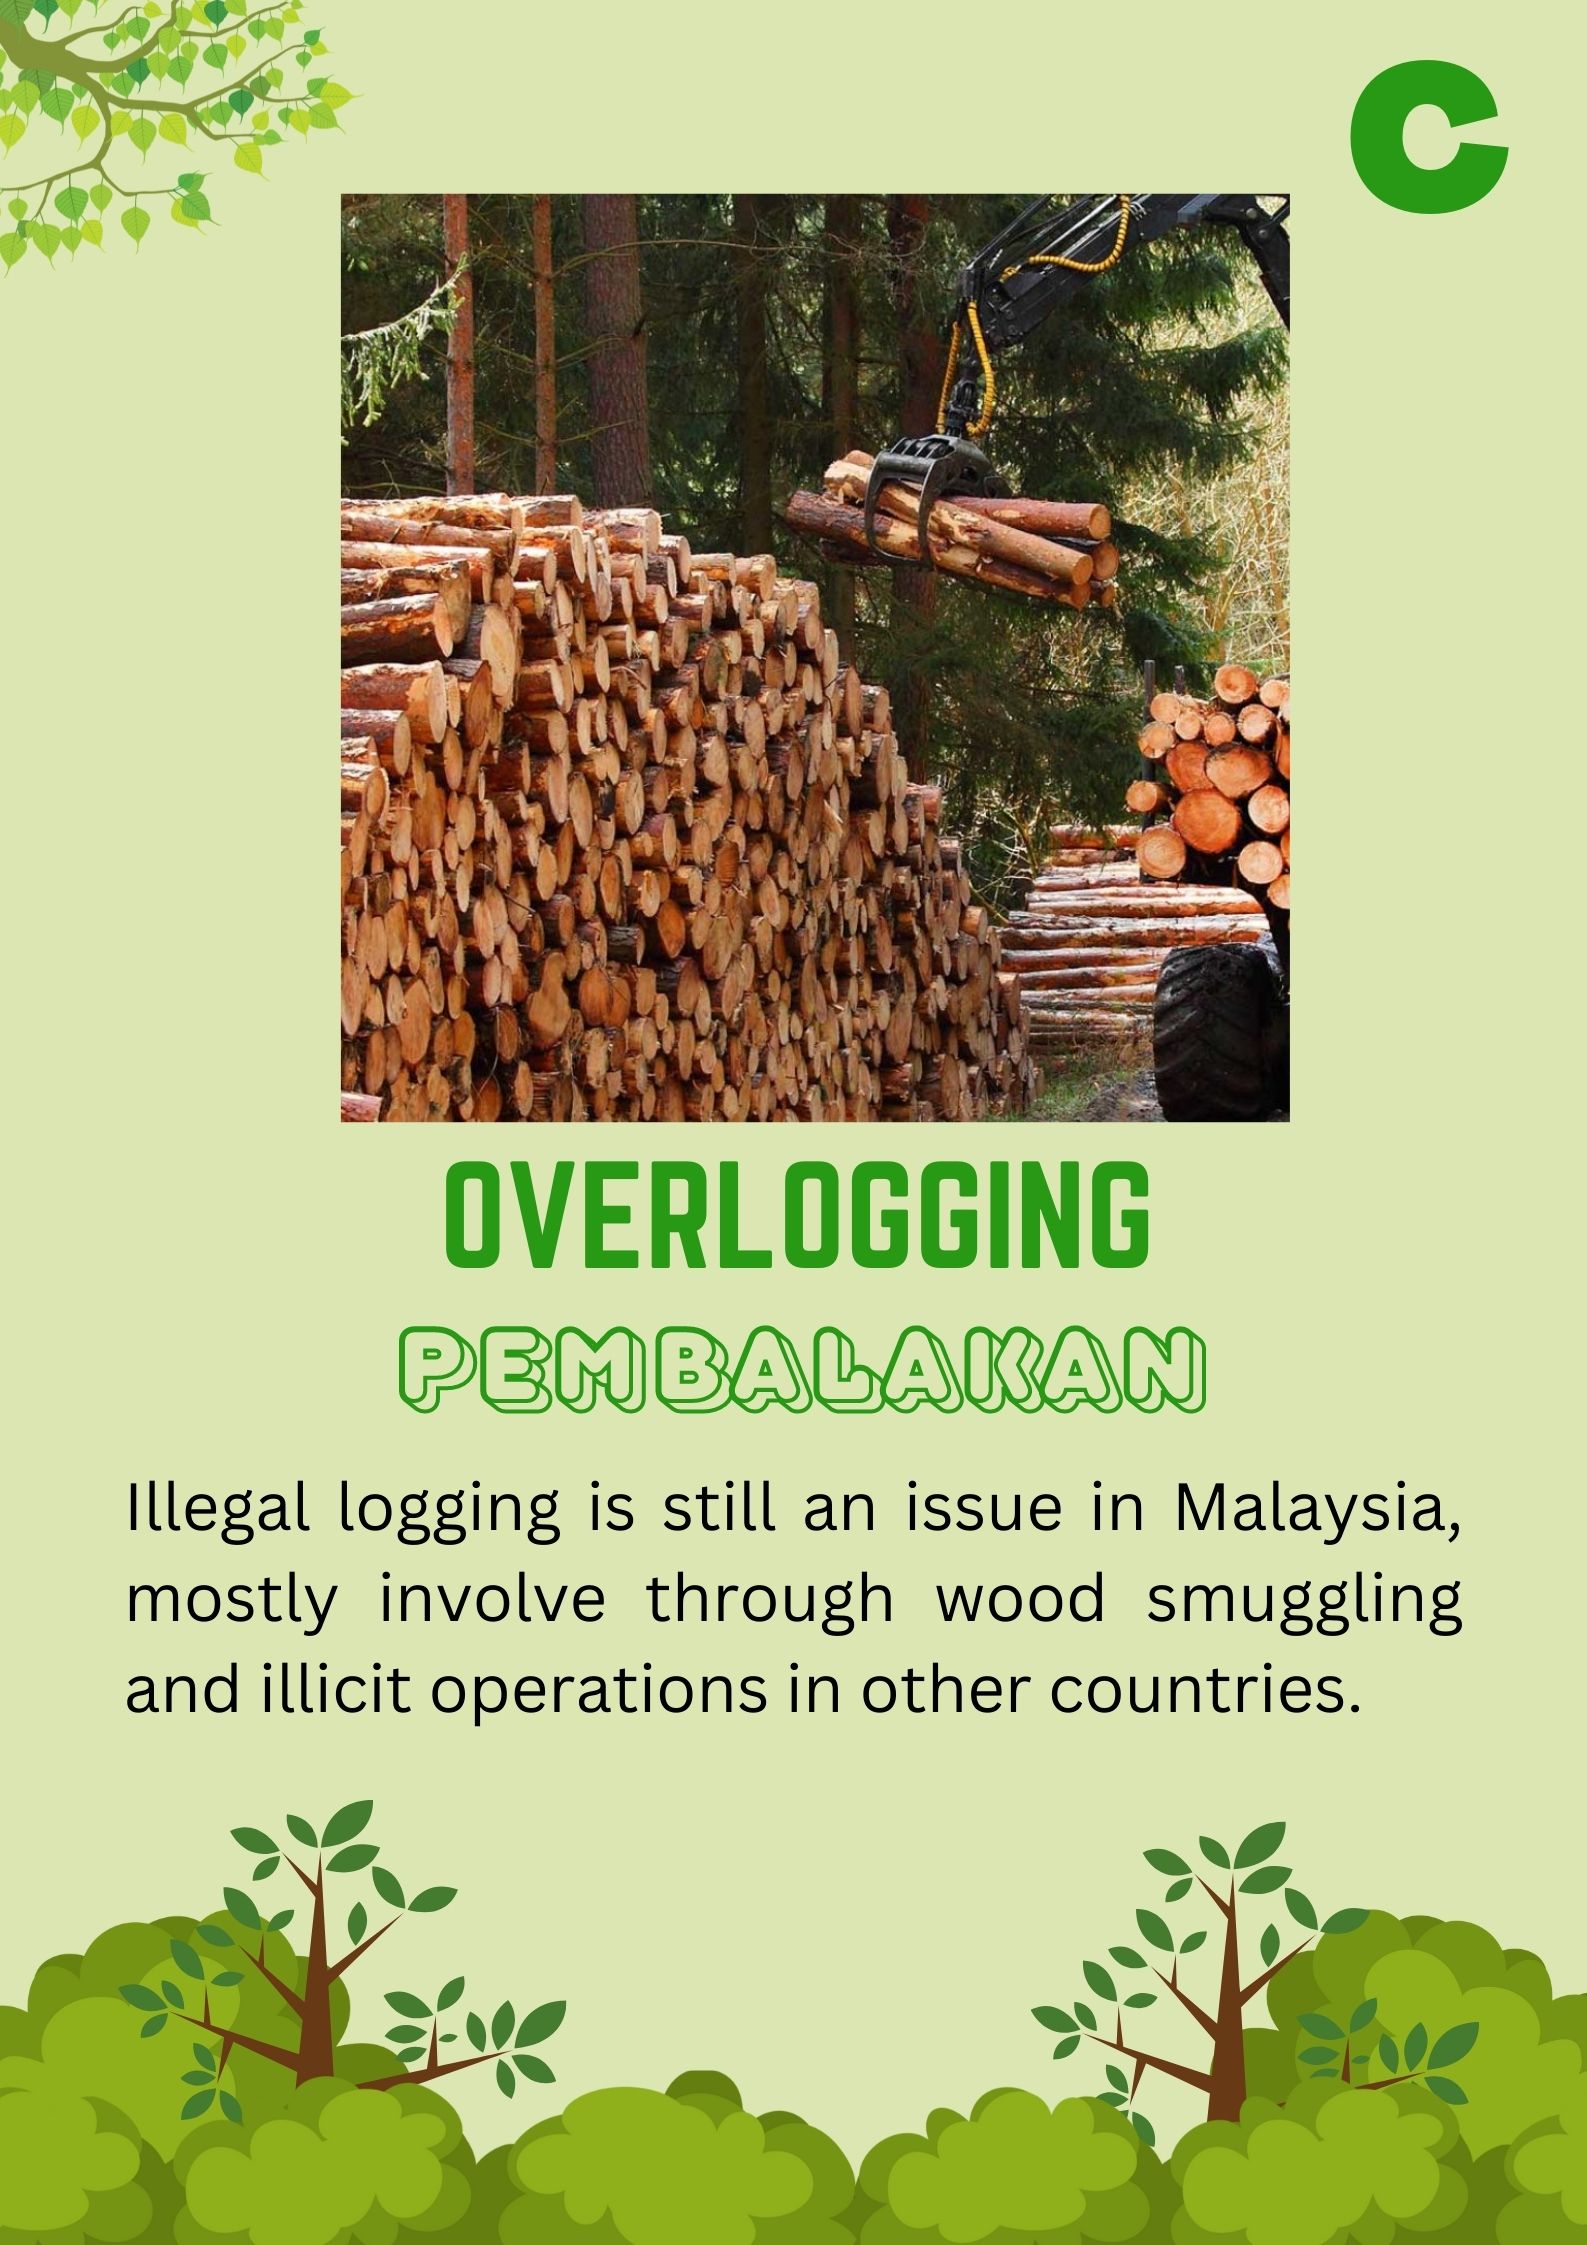 C
OVERLOGGING
PEMBALAKAN
Illegal logging is still an issue in Malaysia,
mostly involve through wood smuggling
and illicit operations in other countries.